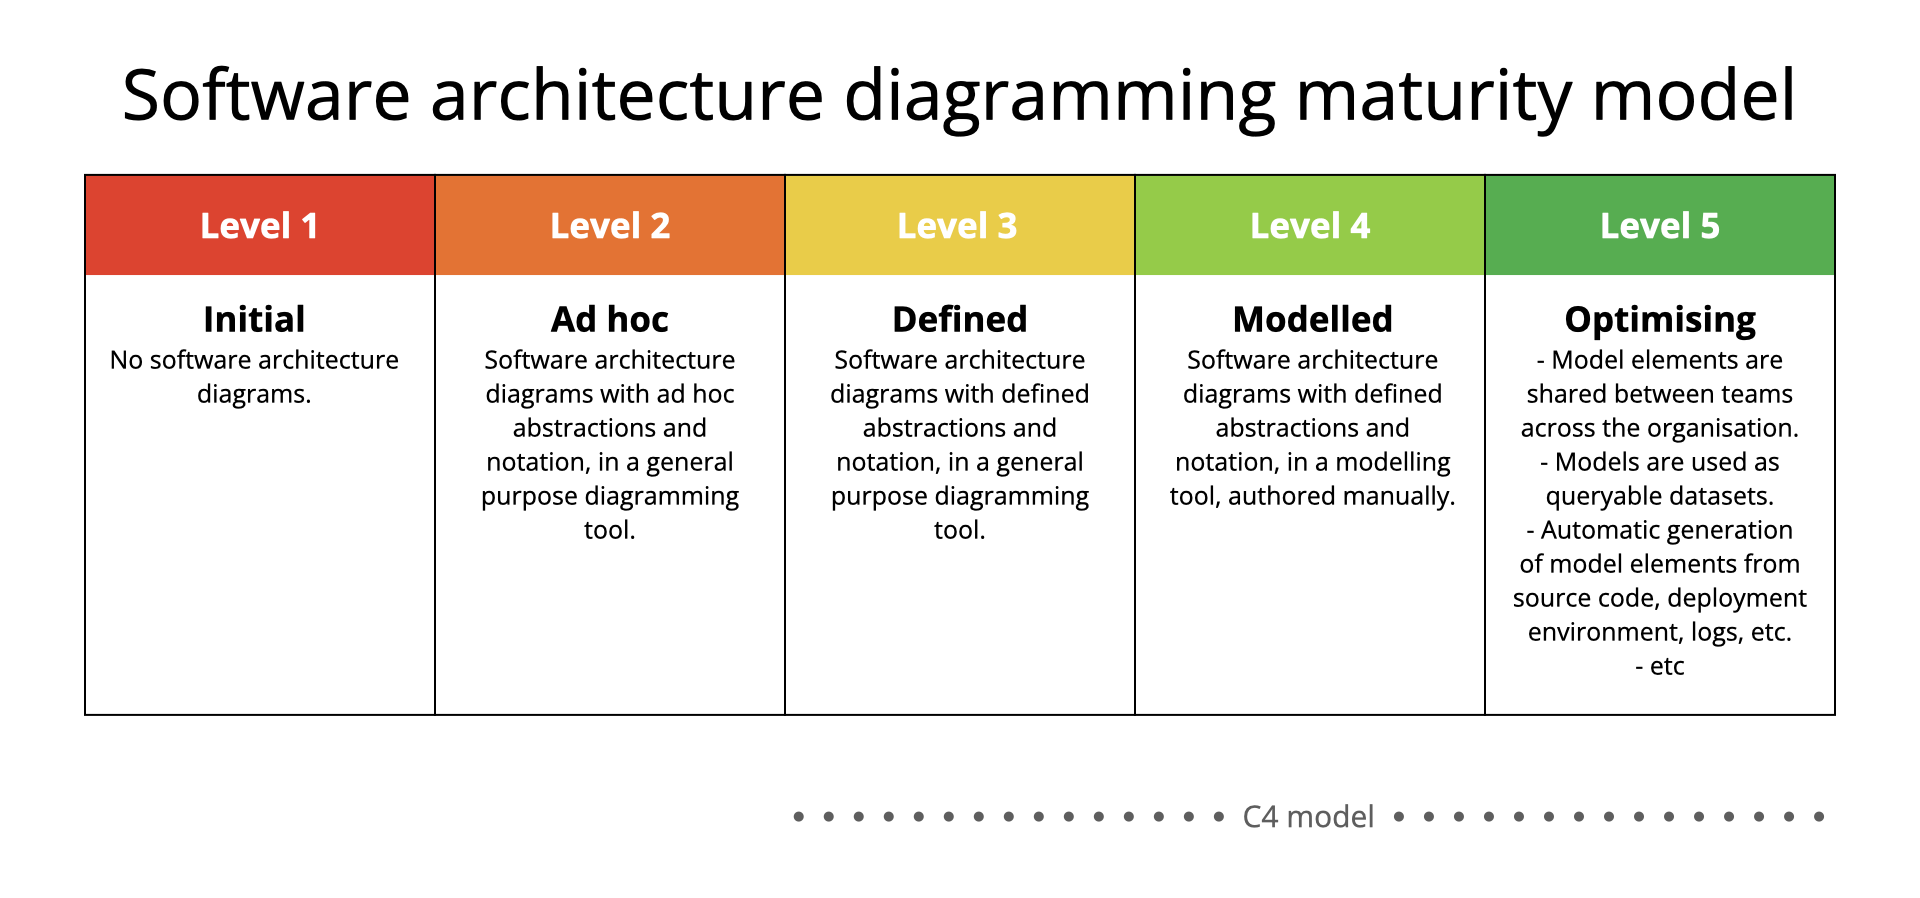 Software architecture diagramming maturity model
Level 1
Level 2
Level 3
Level 4
Level 5
Initial
No software architecture
diagrams.
Ad hoc
Software architecture
diagrams with ad hoc
abstractions and
notation, in a general
purpose diagramming
tool.
Defined
Software architecture
diagrams with defined
abstractions and
notation, in a general
purpose diagramming
tool.
Modelled
Software architecture
diagrams with defined
abstractions and
notation, in a modelling
tool, authored manually.
Optimising
- Model elements are
shared between teams
across the organisation.
- Models are used as
queryable datasets.
- Automatic generation
of model elements from
source code, deployment
environment, logs, etc.
- etc
C4 model